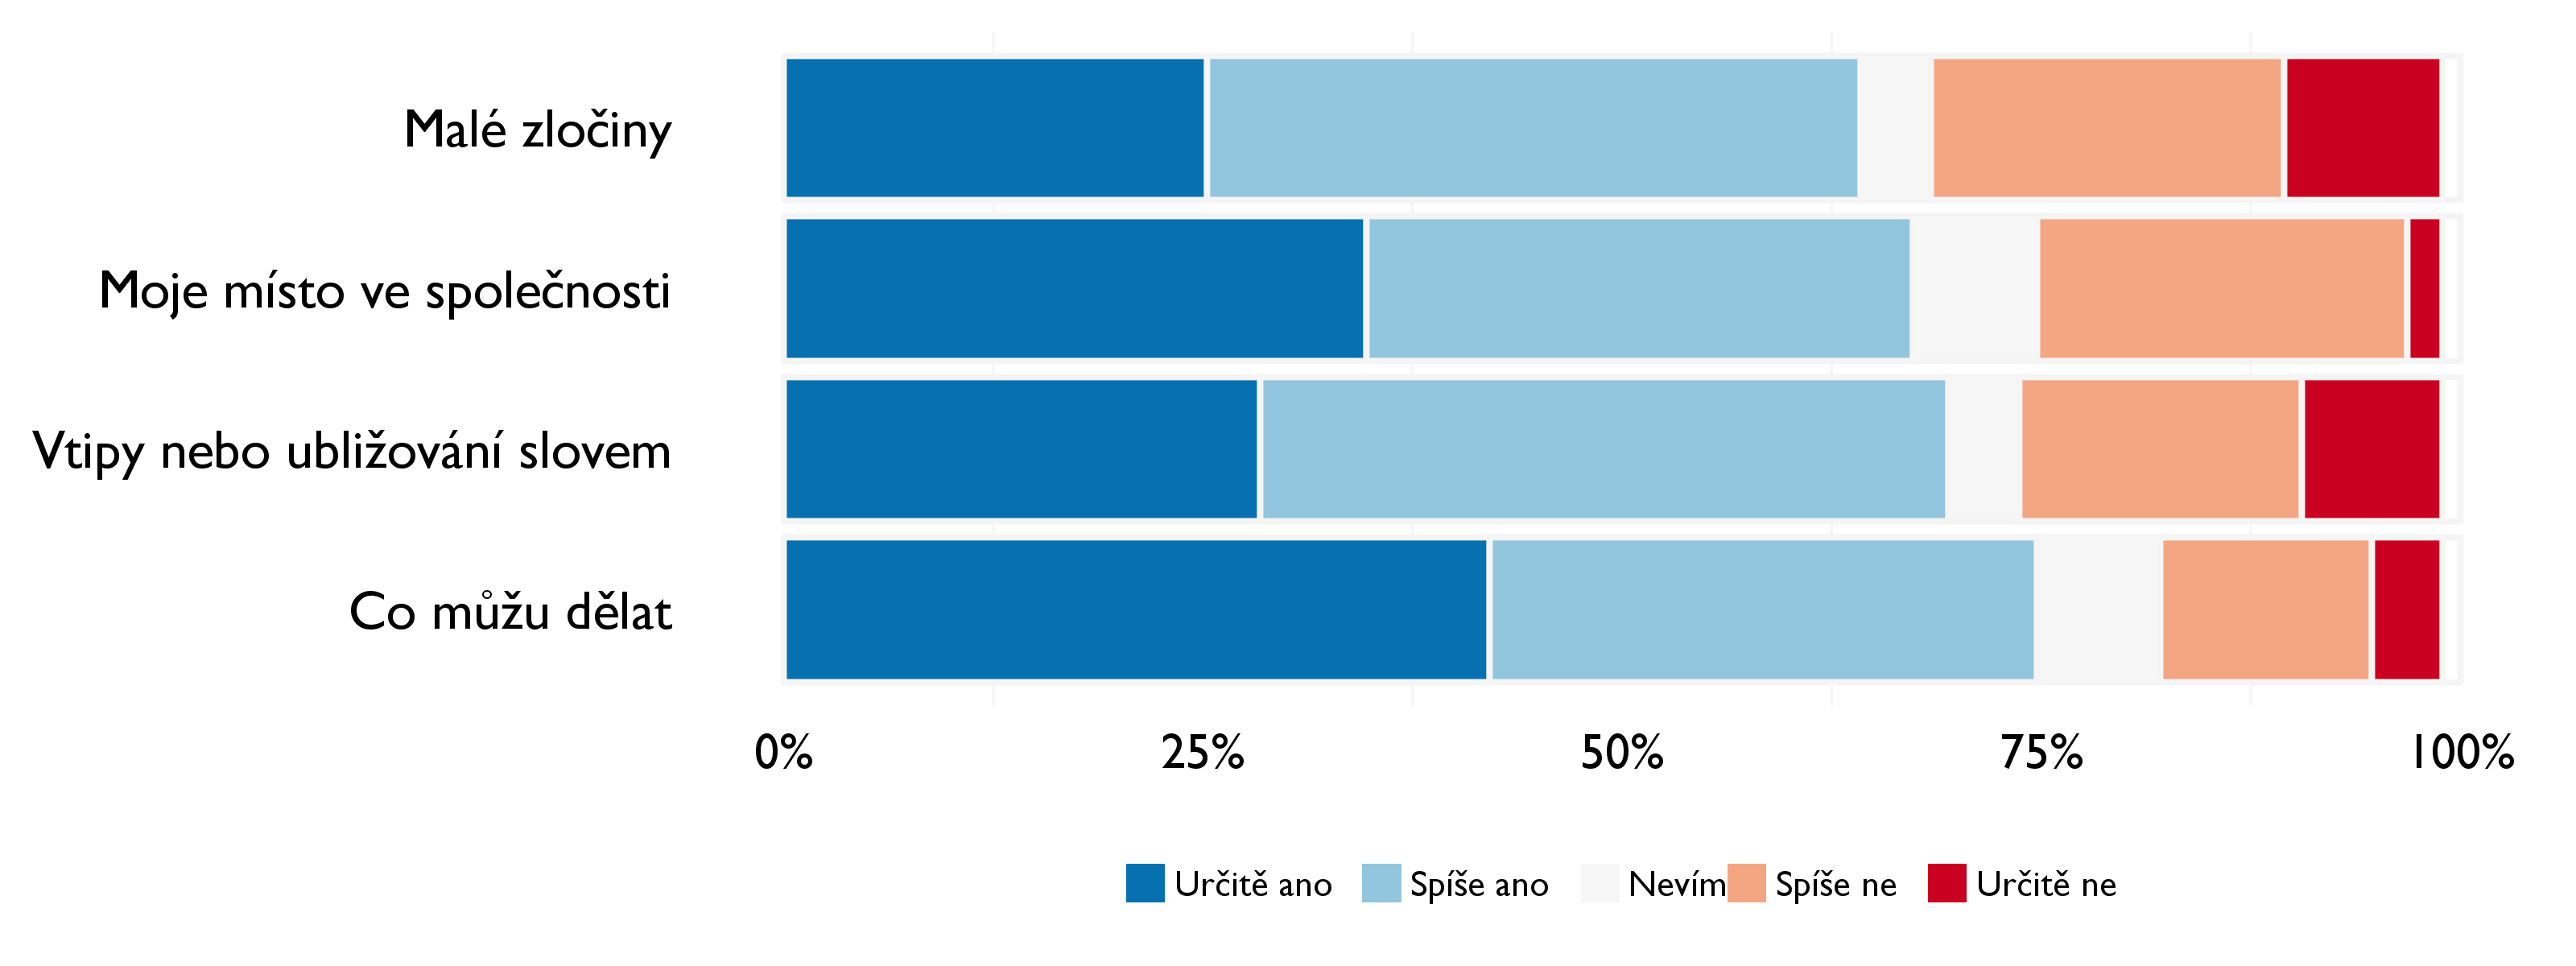 Malé zločiny
Moje místo ve společnosti
Vtipy nebo ubližování slovem
Co můžu dělat
0% 25% 50% 75% 100%
Určitě ano Spíše ano Nevím Spíše ne Určitě ne